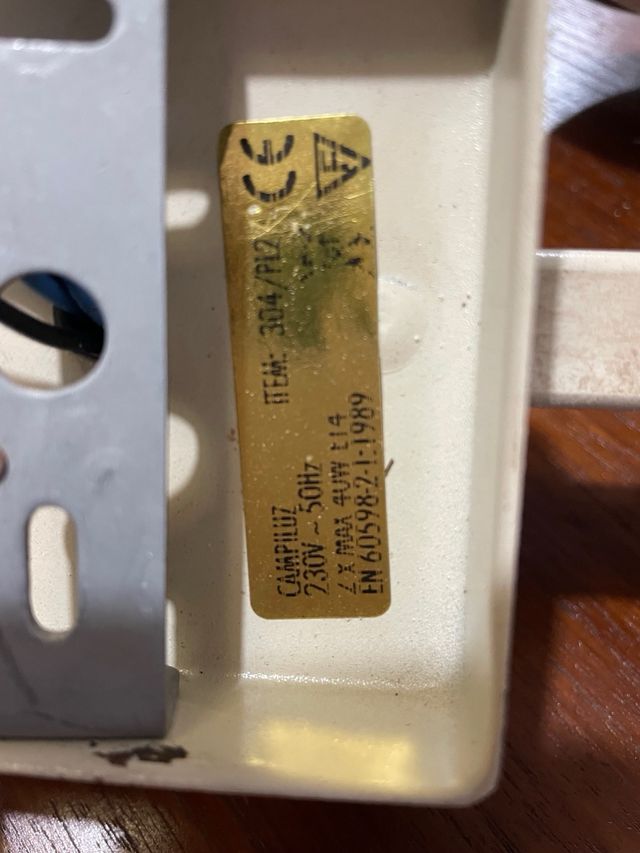 CAMPILUZ ITEM: 304/PL2 CE
230V ~ 50Hz
2 X MAX 40W E14
EN 60598-2-1-1989